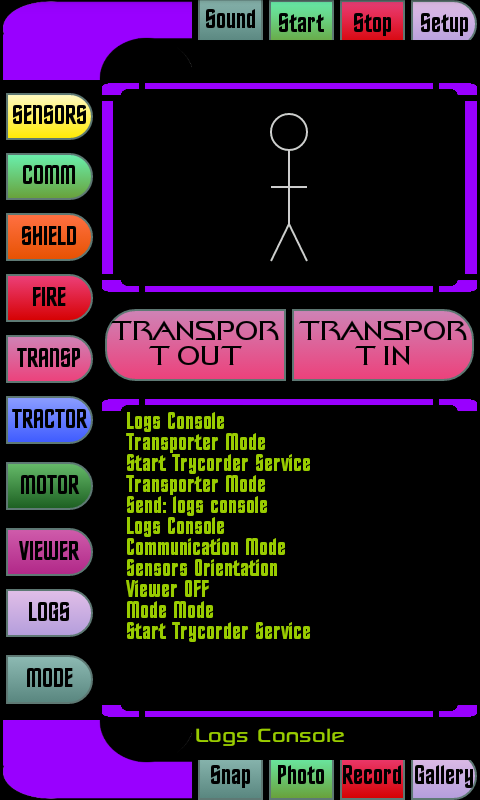 Sound
Start
Stop
Setup
SENSORS
COMM
SHIELD
FIRE
TRANSP
TRACTOR
MOTOR
VIEWER
LOGS
MODE
TRANSPOR
T OUT
TRANSPOR
T IN
Logs Console
Transporter Mode
Start Trycorder Service
Transporter Mode
Send: logs console
Logs Console
Communication Mode
Sensors Orientation
Viewer OFF
Mode Mode
Start Trycorder Service
Logs Console
Snap
Photo
Record
Gallery